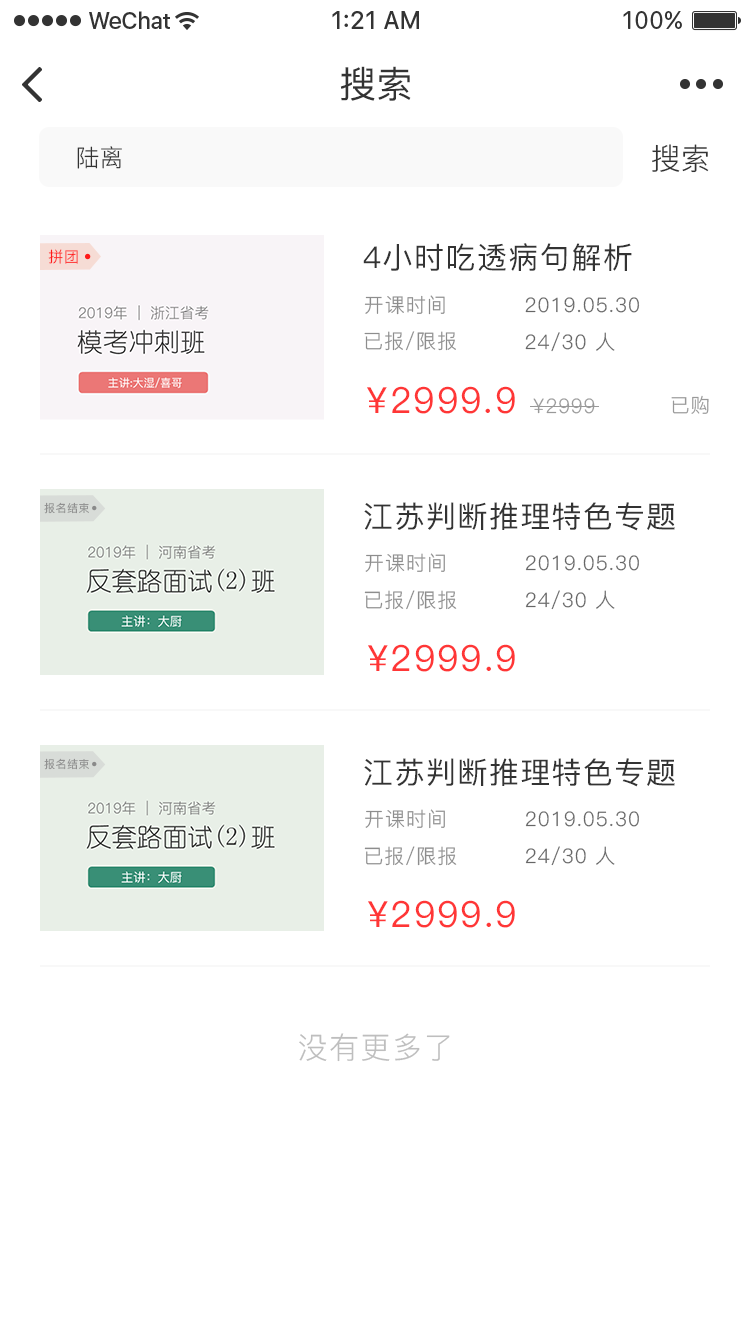 WeChat 1:21 AM 100%
搜索
陆离 搜索
拼团
2019年 | 浙江省考
模考冲刺班
主讲:大湿/喜哥
4小时吃透病句解析
开课时间 2019.05.30
已报/限报 24/30 人
¥2999.9 ¥2999 已购
报名结束
2019年 | 河南省考
反套路面试(2)班
主讲：大厨
江苏判断推理特色专题
开课时间 2019.05.30
已报/限报 24/30 人
¥2999.9
报名结束
2019年 | 河南省考
反套路面试(2)班
主讲：大厨
江苏判断推理特色专题
开课时间 2019.05.30
已报/限报 24/30 人
¥2999.9
没有更多了